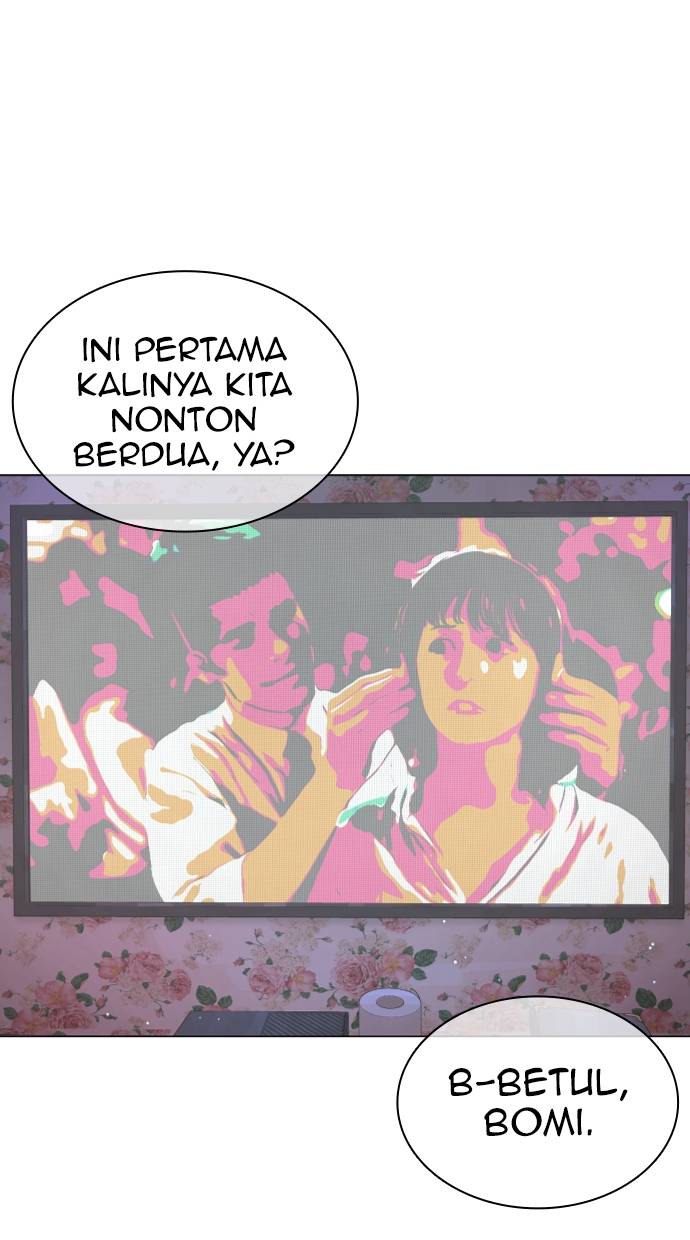 INI PERTAMA
KALINYA KITA
NONTON
BERDUA, YA?
B-BETUL,
BOMI.